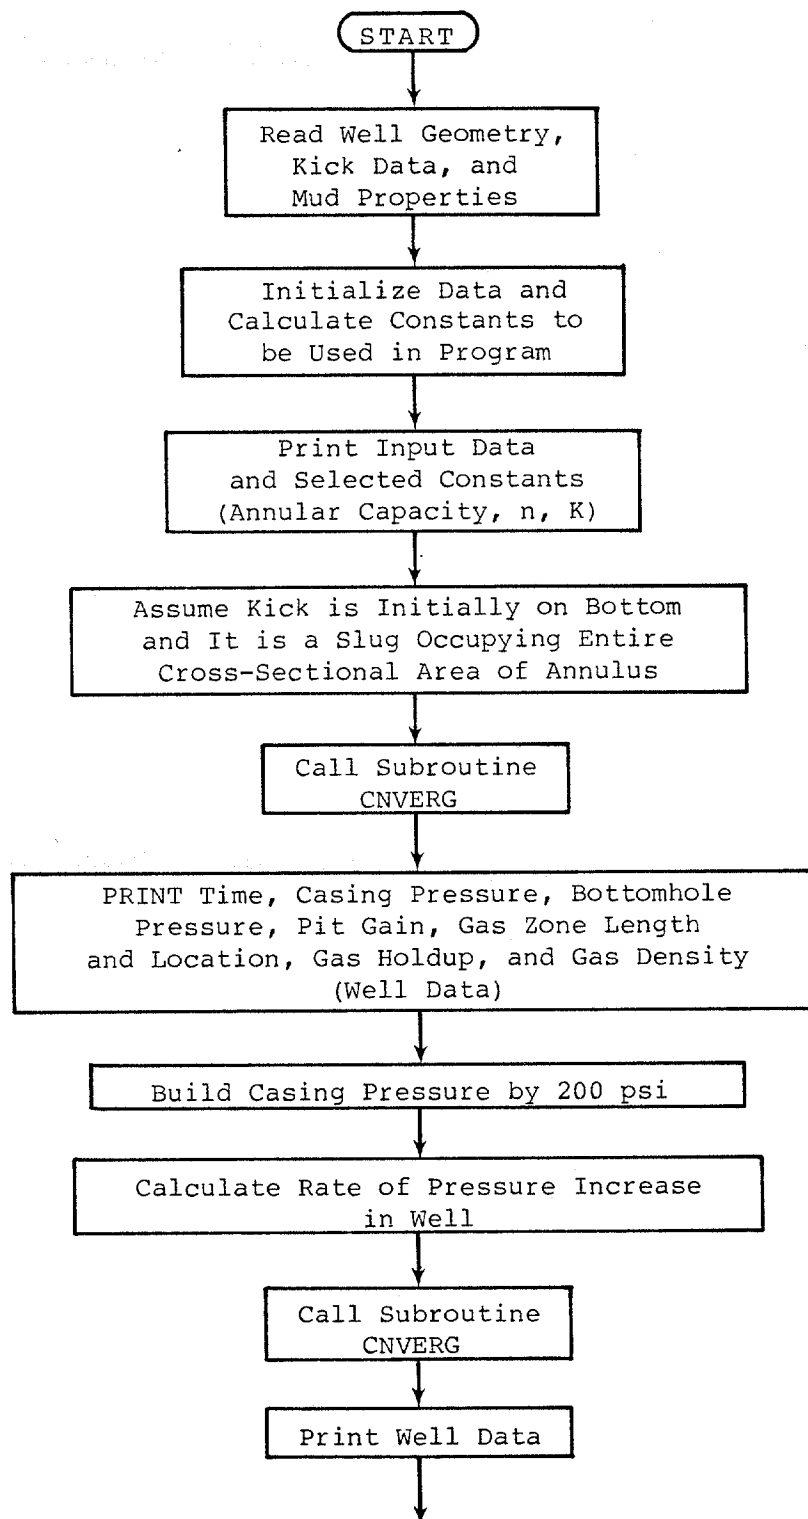 START
Read Well Geometry,
Kick Data, and
Mud Properties
Initialize Data and
Calculate Constants to
be Used in Program
Print Input Data
and Selected Constants
(Annular Capacity, n, K)
Assume Kick is Initially on Bottom
and It is a Slug Occupying Entire
Cross-Sectional Area of Annulus
Call Subroutine
CNVERG
PRINT Time, Casing Pressure, Bottomhole
Pressure, Pit Gain, Gas Zone Length
and Location, Gas Holdup, and Gas Density
(Well Data)
Build Casing Pressure by 200 psi
Calculate Rate of Pressure Increase
in Well
Call Subroutine
CNVERG
Print Well Data